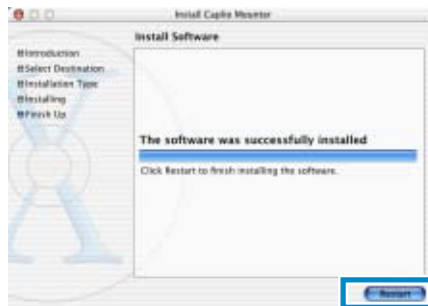 Install Caplio Mounter
Install Software
Introduction
Select Destination
Installation Type
Installing
Finish Up
The software was successfully installed
Click Restart to finish installing the software.
Restart